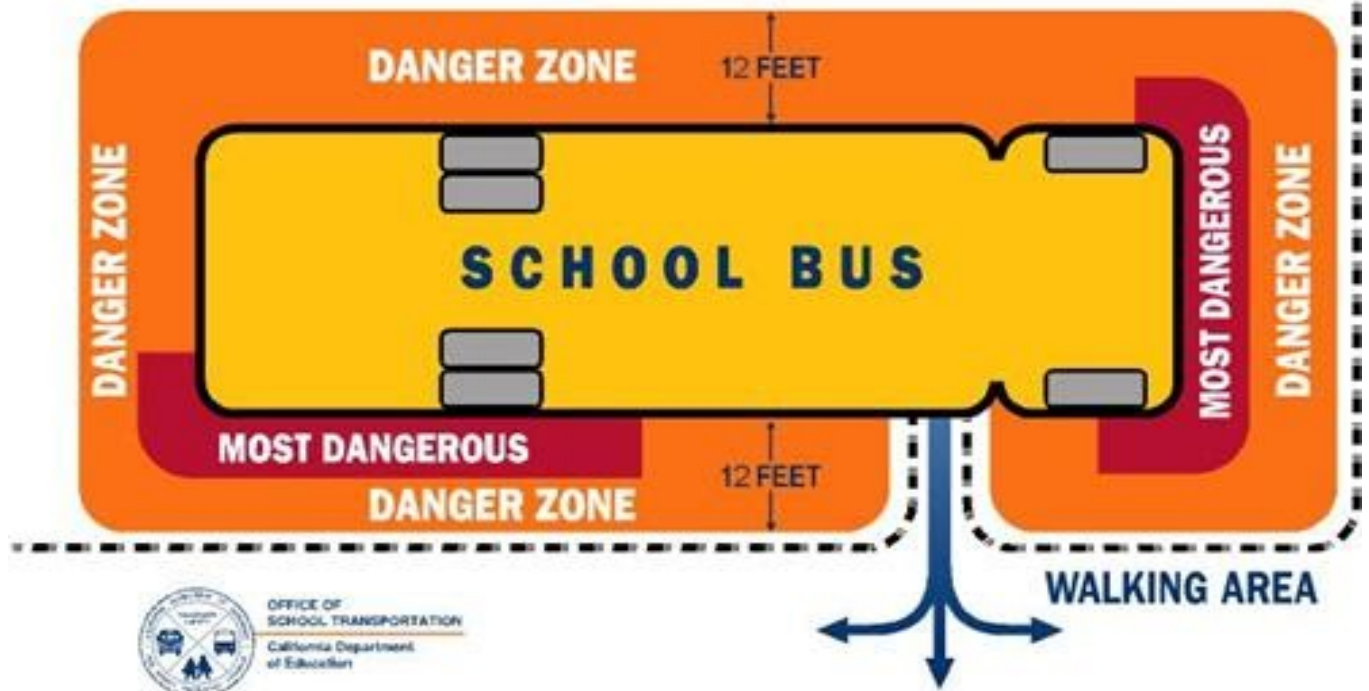 DANGER ZONE
12 FEET
DANGER ZONE
MOST DANGEROUS
DANGER ZONE
SCHOOL BUS
MOST DANGEROUS
12 FEET
DANGER ZONE
WALKING AREA
OFFICE OF
SCHOOL TRANSPORTATION
California Department
of Education